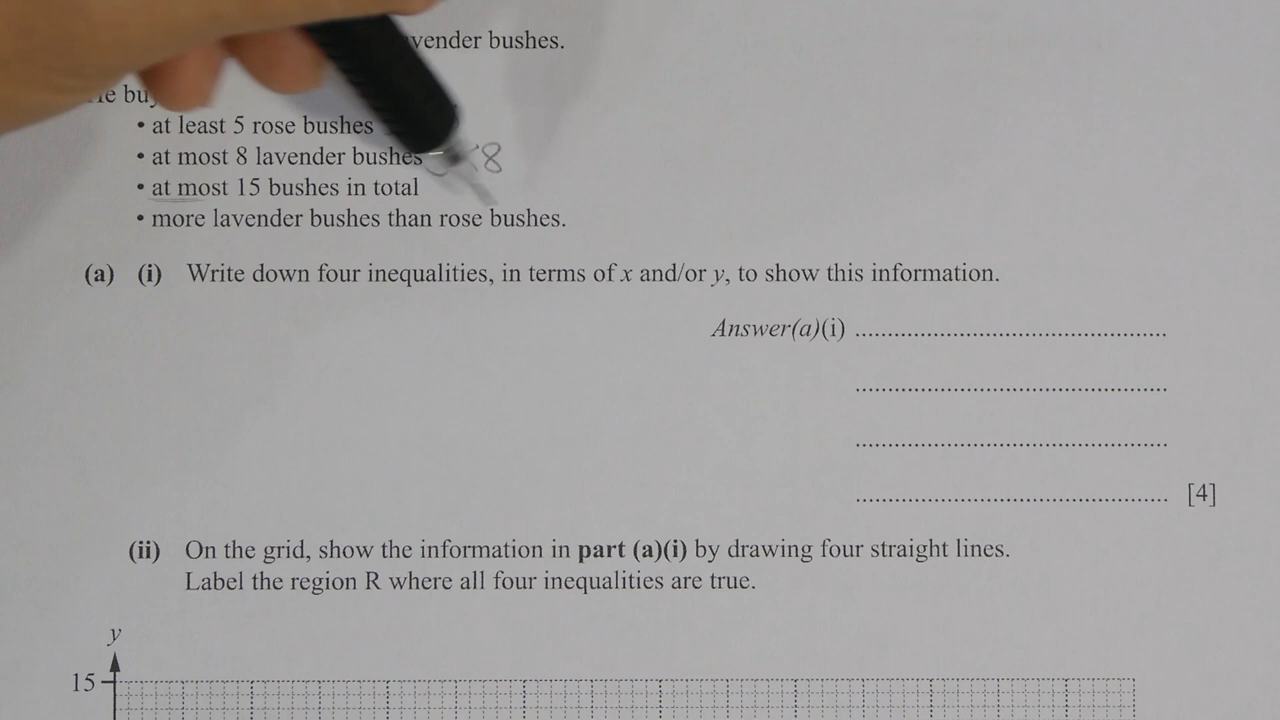 lavender bushes.
He buys
• at least 5 rose bushes
• at most 8 lavender bushes 8
• at most 15 bushes in total
• more lavender bushes than rose bushes.
(a) (i) Write down four inequalities, in terms of x and/or y, to show this information.
Answer(a)(i) ................................................
................................................
................................................
................................................ [4]
(ii) On the grid, show the information in part (a)(i) by drawing four straight lines.
Label the region R where all four inequalities are true.
y
15